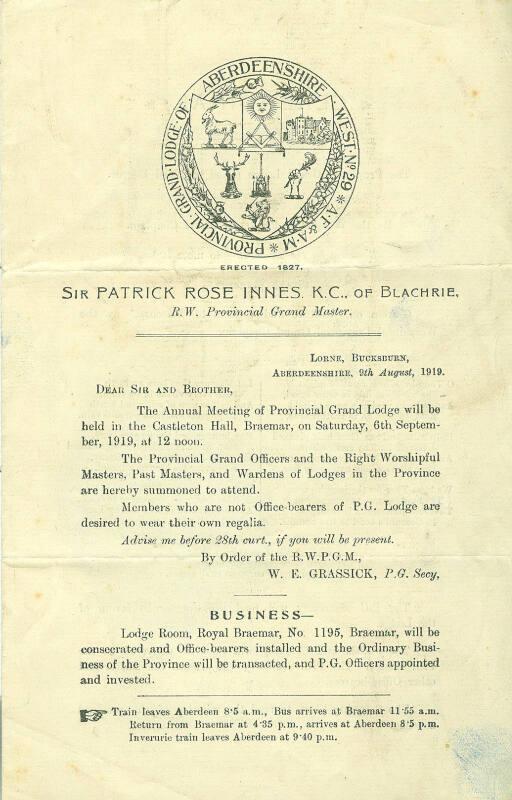 PROVINCIAL·GRAND·LODGE·OF ABERDEENSHIRE WEST·Nº29 * A·F·&·A·M *
ERECTED 1827.
SIR PATRICK ROSE INNES. K.C., OF BLACHRIE,
R.W. Provincial Grand Master.
LORNE, BUCKSBURN,
ABERDEENSHIRE, 9th August, 1919.
DEAR SIR AND BROTHER,
The Annual Meeting of Provincial Grand Lodge will be
held in the Castleton Hall, Braemar, on Saturday, 6th Septem-
ber, 1919, at 12 noon.
The Provincial Grand Officers and the Right Worshipful
Masters, Past Masters, and Wardens of Lodges in the Province
are hereby summoned to attend.
Members who are not Office-bearers of P.G. Lodge are
desired to wear their own regalia.
Advise me before 28th curt., if you will be present.
By Order of the R.W.P.G.M.,
W. E. GRASSICK, P.G. Secy,
BUSINESS—
Lodge Room, Royal Braemar, No. 1195, Braemar, will be
consecrated and Office-bearers installed and the Ordinary Busi-
ness of the Province will be transacted, and P.G. Officers appointed
and invested.
Train leaves Aberdeen 8·5 a.m., Bus arrives at Braemar 11·55 a.m.
Return from Braemar at 4·35 p.m., arrives at Aberdeen 8·5 p.m.
Inverurie train leaves Aberdeen at 9·40 p.m.